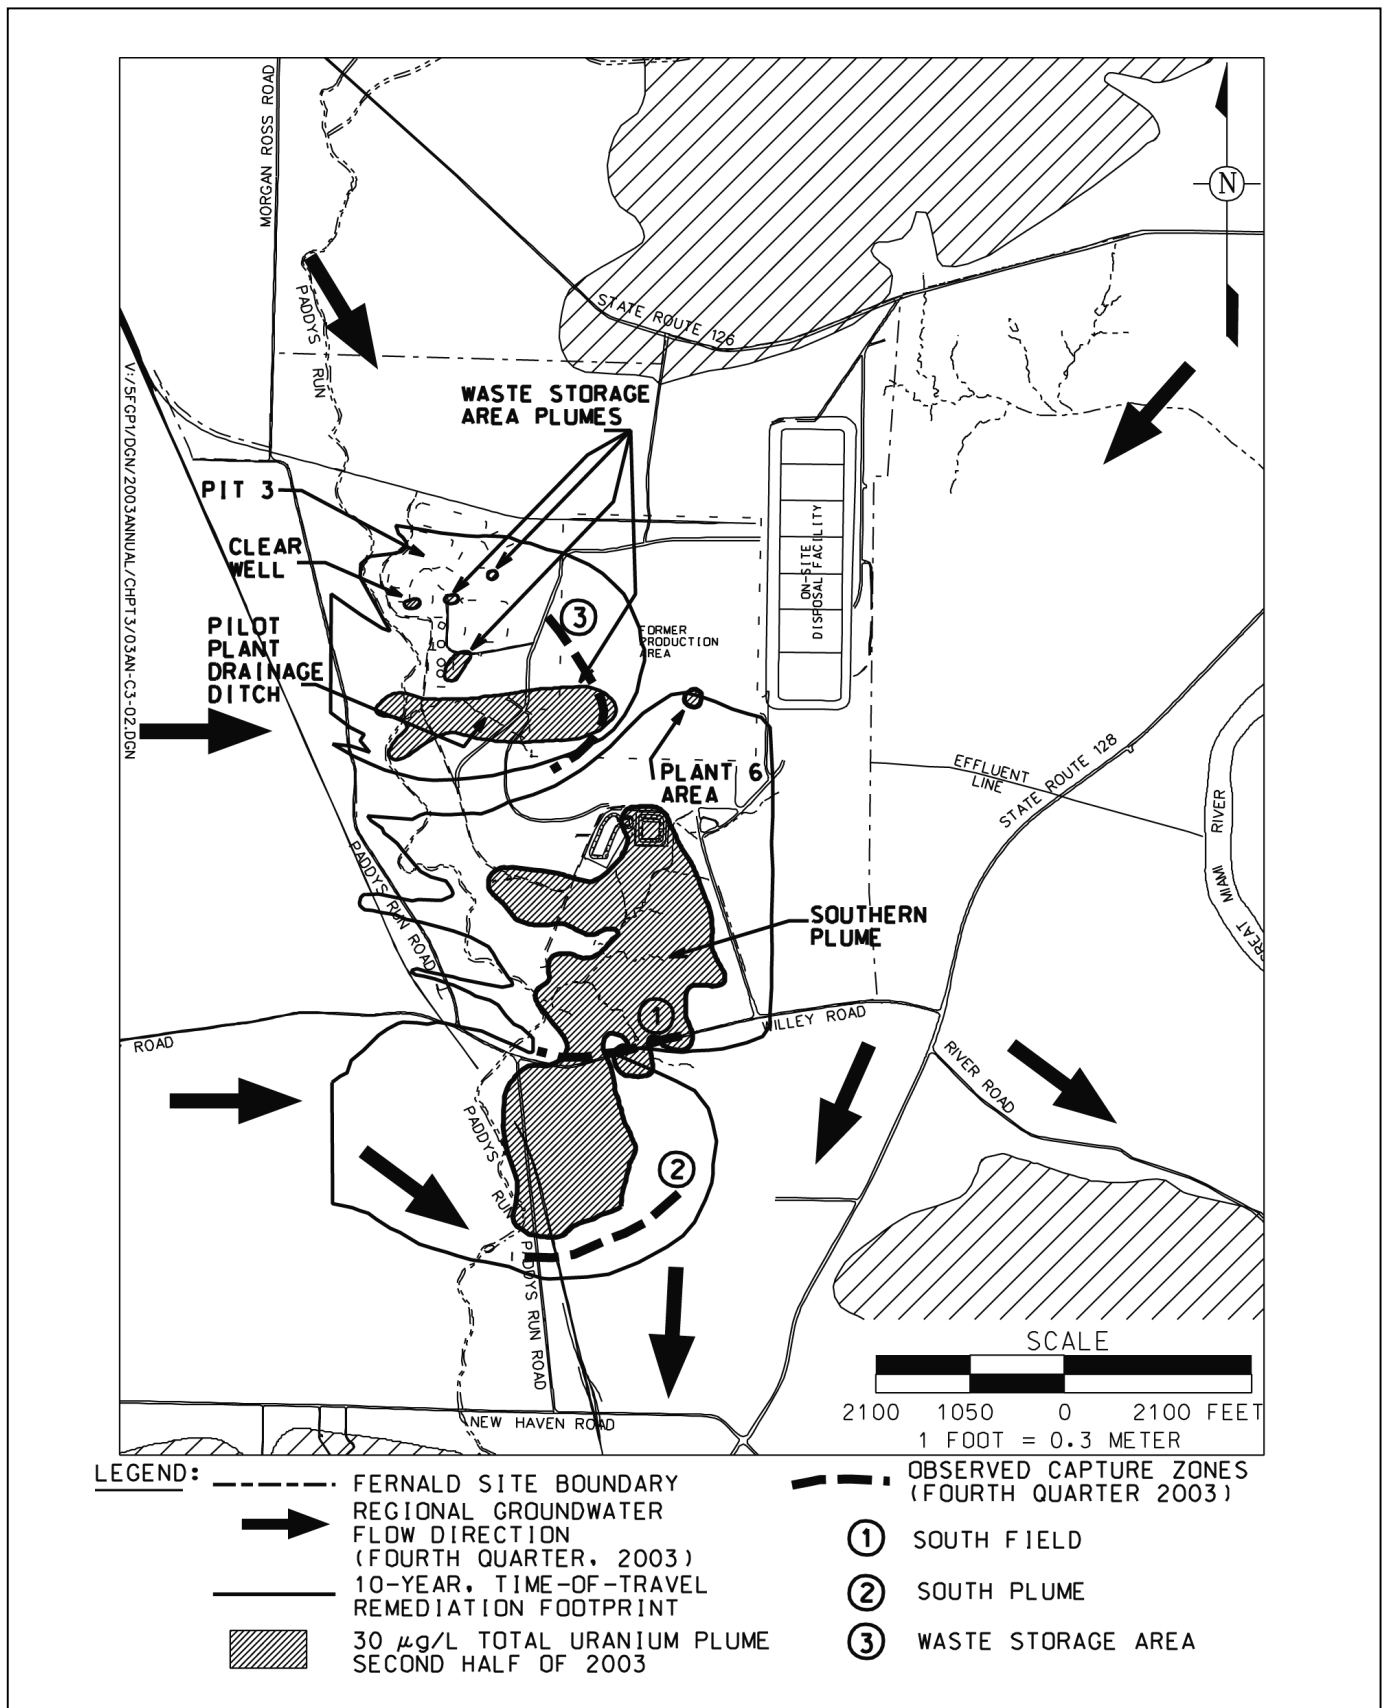 MORGAN ROSS ROAD
N
PADDYS RUN
STATE ROUTE 126
V:/5FGP1/DGN/2003ANNUAL/CHPT3/03AN-C3-02.DGN
WASTE STORAGE
AREA PLUMES
PIT 3
CLEAR
WELL
ON-SITE
DISPOSAL FACILITY
3
PILOT
PLANT
DRAINAGE
DITCH
FORMER
PRODUCTION
AREA
PLANT 6
AREA
EFFLUENT
LINE
STATE ROUTE 128
GREAT MIAMI RIVER
PADDYS RUN ROAD
SOUTHERN
PLUME
1
WILLEY ROAD
ROAD
RIVER ROAD
PADDYS RUN
2
PADDYS RUN ROAD
SCALE
2100 1050 0 2100 FEET
1 FOOT = 0.3 METER
NEW HAVEN ROAD
LEGEND:
FERNALD SITE BOUNDARY
REGIONAL GROUNDWATER
FLOW DIRECTION
(FOURTH QUARTER, 2003)
10-YEAR, TIME-OF-TRAVEL
REMEDIATION FOOTPRINT
30 µg/L TOTAL URANIUM PLUME
SECOND HALF OF 2003
OBSERVED CAPTURE ZONES
(FOURTH QUARTER 2003)
1 SOUTH FIELD
2 SOUTH PLUME
3 WASTE STORAGE AREA